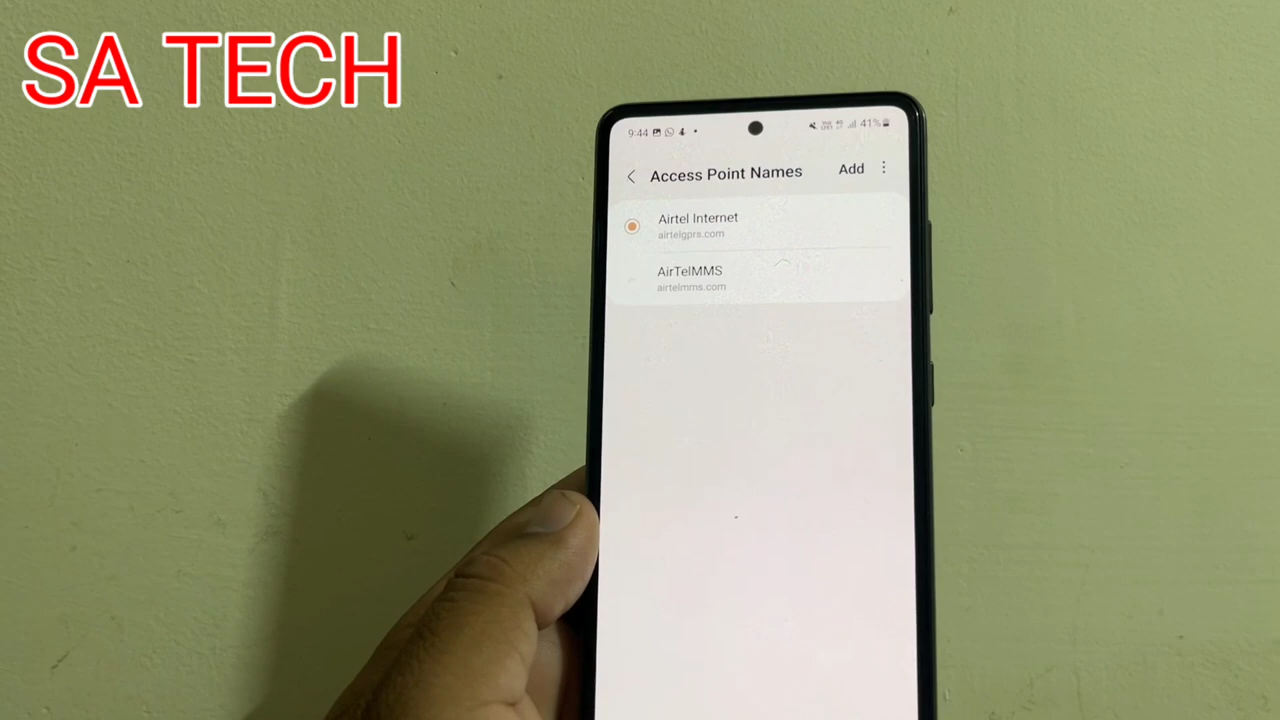 SA TECH
9:44
41%
Access Point Names
Add
Airtel Internet
airtelgprs.com
AirTelMMS
airtelmms.com